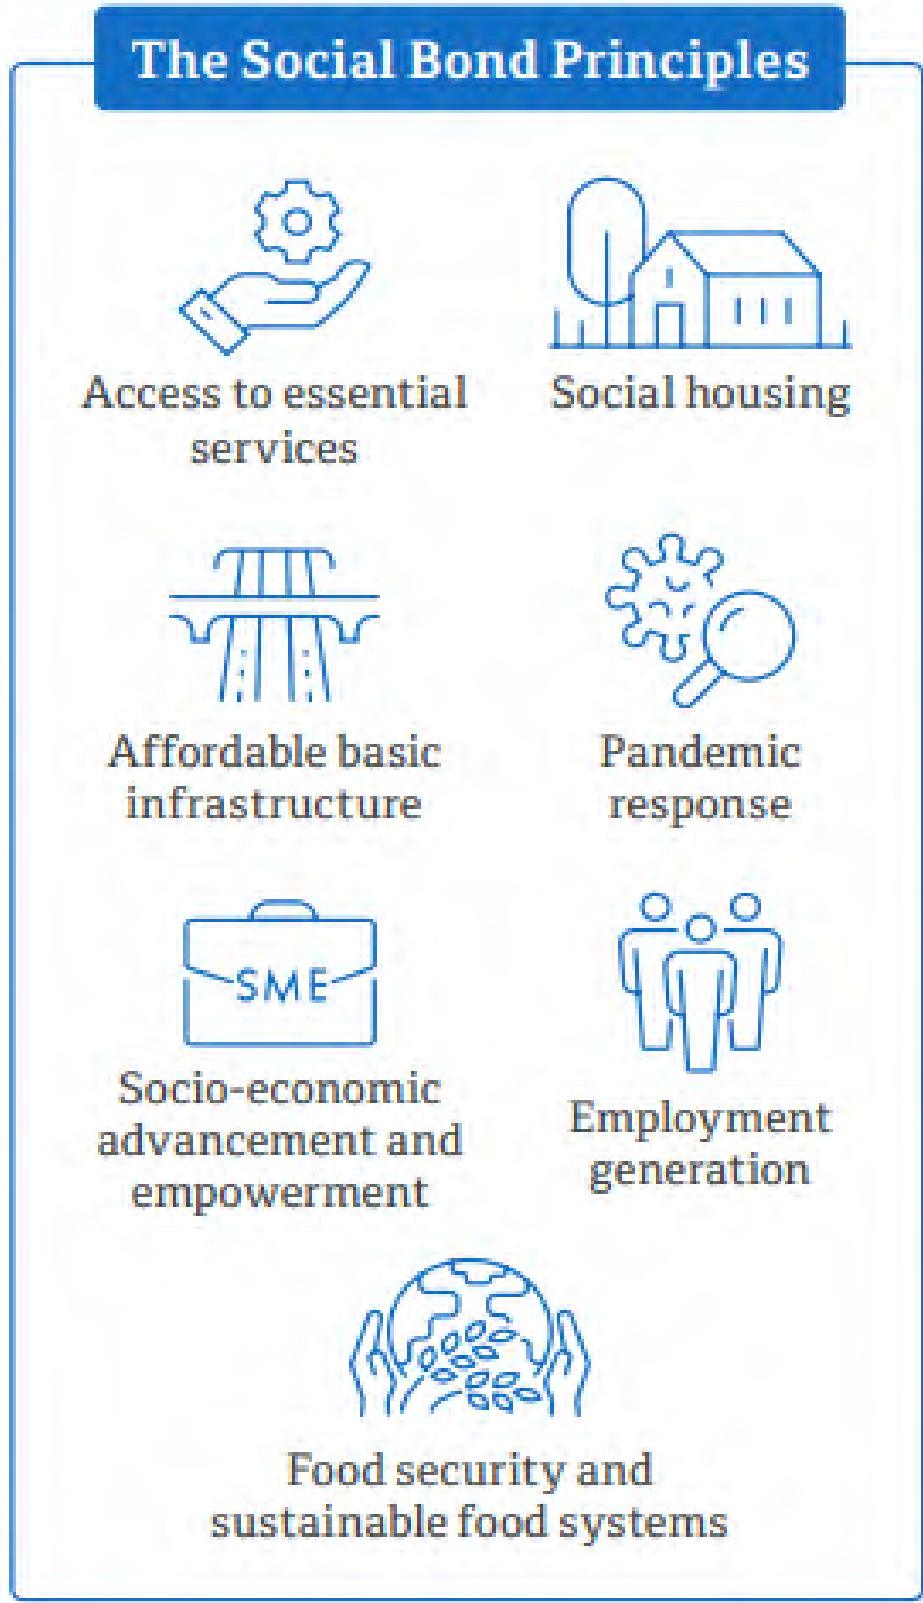 The Social Bond Principles
Access to essential
services
Social housing
Affordable basic
infrastructure
Pandemic
response
SME
Socio-economic
advancement and
empowerment
Employment
generation
Food security and
sustainable food systems